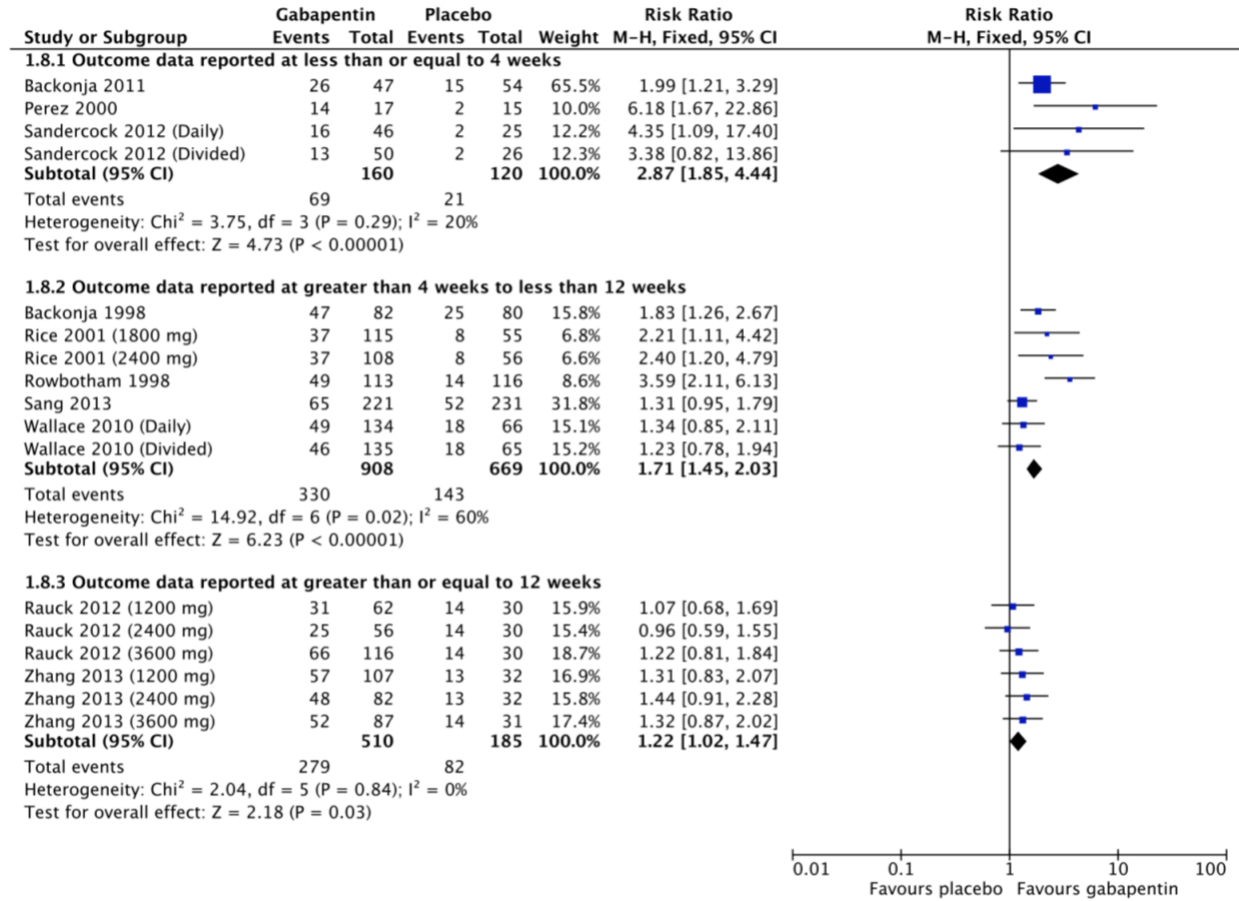 Gabapentin Placebo Risk Ratio Risk Ratio
Study or Subgroup Events Total Events Total Weight M-H, Fixed, 95% CI M-H, Fixed, 95% CI
1.8.1 Outcome data reported at less than or equal to 4 weeks
Backonja 2011 26 47 15 54 65.5% 1.99 [1.21, 3.29]
Perez 2000 14 17 2 15 10.0% 6.18 [1.67, 22.86]
Sandercock 2012 (Daily) 16 46 2 25 12.2% 4.35 [1.09, 17.40]
Sandercock 2012 (Divided) 13 50 2 26 12.3% 3.38 [0.82, 13.86]
Subtotal (95% CI) 160 120 100.0% 2.87 [1.85, 4.44]
Total events 69 21
Heterogeneity: Chi² = 3.75, df = 3 (P = 0.29); I² = 20%
Test for overall effect: Z = 4.73 (P < 0.00001)
1.8.2 Outcome data reported at greater than 4 weeks to less than 12 weeks
Backonja 1998 47 82 25 80 15.8% 1.83 [1.26, 2.67]
Rice 2001 (1800 mg) 37 115 8 55 6.8% 2.21 [1.11, 4.42]
Rice 2001 (2400 mg) 37 108 8 56 6.6% 2.40 [1.20, 4.79]
Rowbotham 1998 49 113 14 116 8.6% 3.59 [2.11, 6.13]
Sang 2013 65 221 52 231 31.8% 1.31 [0.95, 1.79]
Wallace 2010 (Daily) 49 134 18 66 15.1% 1.34 [0.85, 2.11]
Wallace 2010 (Divided) 46 135 18 65 15.2% 1.23 [0.78, 1.94]
Subtotal (95% CI) 908 669 100.0% 1.71 [1.45, 2.03]
Total events 330 143
Heterogeneity: Chi² = 14.92, df = 6 (P = 0.02); I² = 60%
Test for overall effect: Z = 6.23 (P < 0.00001)
1.8.3 Outcome data reported at greater than or equal to 12 weeks
Rauck 2012 (1200 mg) 31 62 14 30 15.9% 1.07 [0.68, 1.69]
Rauck 2012 (2400 mg) 25 56 14 30 15.4% 0.96 [0.59, 1.55]
Rauck 2012 (3600 mg) 66 116 14 30 18.7% 1.22 [0.81, 1.84]
Zhang 2013 (1200 mg) 57 107 13 32 16.9% 1.31 [0.83, 2.07]
Zhang 2013 (2400 mg) 48 82 13 32 15.8% 1.44 [0.91, 2.28]
Zhang 2013 (3600 mg) 52 87 14 31 17.4% 1.32 [0.87, 2.02]
Subtotal (95% CI) 510 185 100.0% 1.22 [1.02, 1.47]
Total events 279 82
Heterogeneity: Chi² = 2.04, df = 5 (P = 0.84); I² = 0%
Test for overall effect: Z = 2.18 (P = 0.03)
0.01 0.1 1 10 100
Favours placebo Favours gabapentin